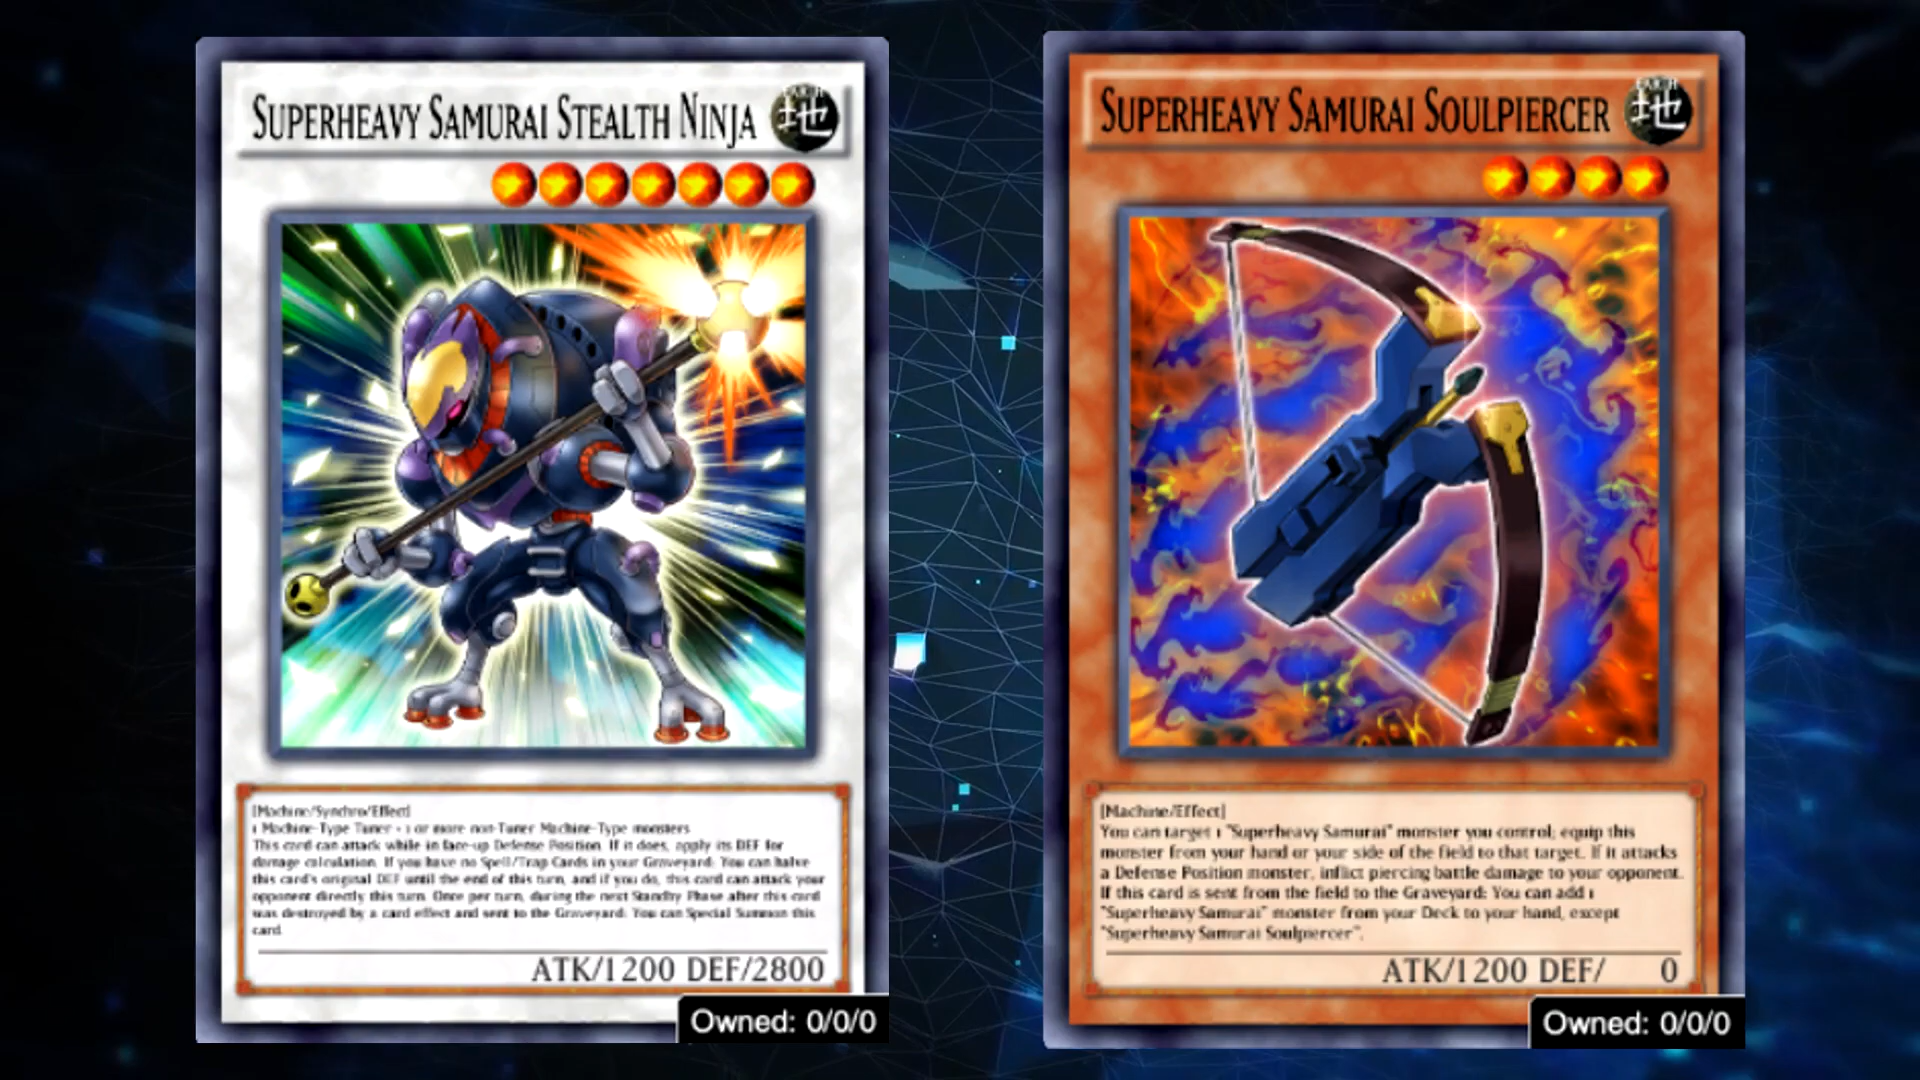 SUPERHEAVY SAMURAI STEALTH NINJA
EARTH
地
[Machine/Synchro/Effect]
1 Machine-Type Tuner + 1 or more non-Tuner Machine-Type monsters
This card can attack while in face-up Defense Position. If it does, apply its DEF for
damage calculation. If you have no Spell/Trap Cards in your Graveyard: You can halve
this card's original DEF until the end of this turn, and if you do, this card can attack your
opponent directly this turn. Once per turn, during the next Standby Phase after this card
was destroyed by a card effect and sent to the Graveyard: You can Special Summon this
card.
ATK/1200 DEF/2800
Owned: 0/0/0
SUPERHEAVY SAMURAI SOULPIERCER
EARTH
地
[Machine/Effect]
You can target 1 "Superheavy Samurai" monster you control; equip this
monster from your hand or your side of the field to that target. If it attacks
a Defense Position monster, inflict piercing battle damage to your opponent.
If this card is sent from the field to the Graveyard: You can add 1
"Superheavy Samurai" monster from your Deck to your hand, except
"Superheavy Samurai Soulpiercer".
ATK/1200 DEF/ 0
Owned: 0/0/0